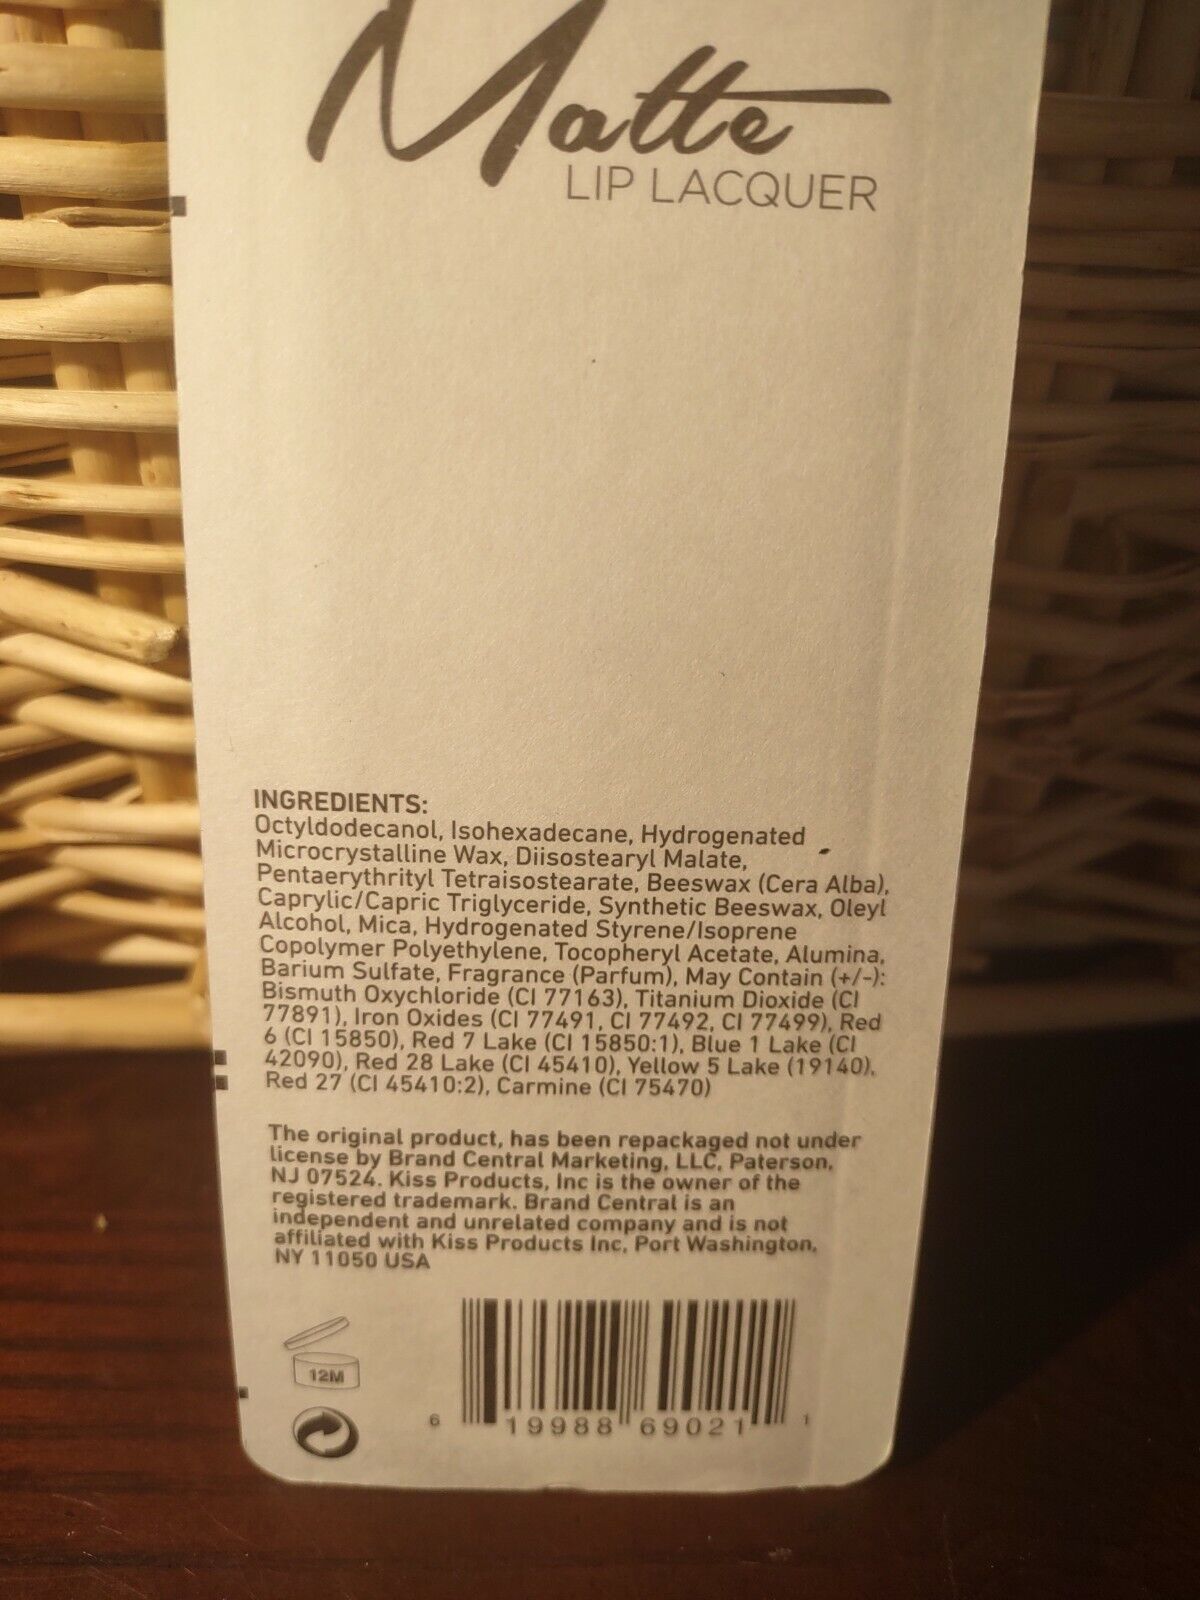 Matte
LIP LACQUER
INGREDIENTS:
Octyldodecanol, Isohexadecane, Hydrogenated
Microcrystalline Wax, Diisostearyl Malate,
Pentaerythrityl Tetraisostearate, Beeswax (Cera Alba),
Caprylic/Capric Triglyceride, Synthetic Beeswax, Oleyl
Alcohol, Mica, Hydrogenated Styrene/Isoprene
Copolymer Polyethylene, Tocopheryl Acetate, Alumina,
Barium Sulfate, Fragrance (Parfum), May Contain (+/-):
Bismuth Oxychloride (CI 77163), Titanium Dioxide (CI
77891), Iron Oxides (CI 77491, CI 77492, CI 77499), Red
6 (CI 15850), Red 7 Lake (CI 15850:1), Blue 1 Lake (CI
42090), Red 28 Lake (CI 45410), Yellow 5 Lake (19140),
Red 27 (CI 45410:2), Carmine (CI 75470)
The original product, has been repackaged not under
license by Brand Central Marketing, LLC, Paterson,
NJ 07524. Kiss Products, Inc is the owner of the
registered trademark. Brand Central is an
independent and unrelated company and is not
affiliated with Kiss Products Inc, Port Washington,
NY 11050 USA
12M
6 19988 69021 1